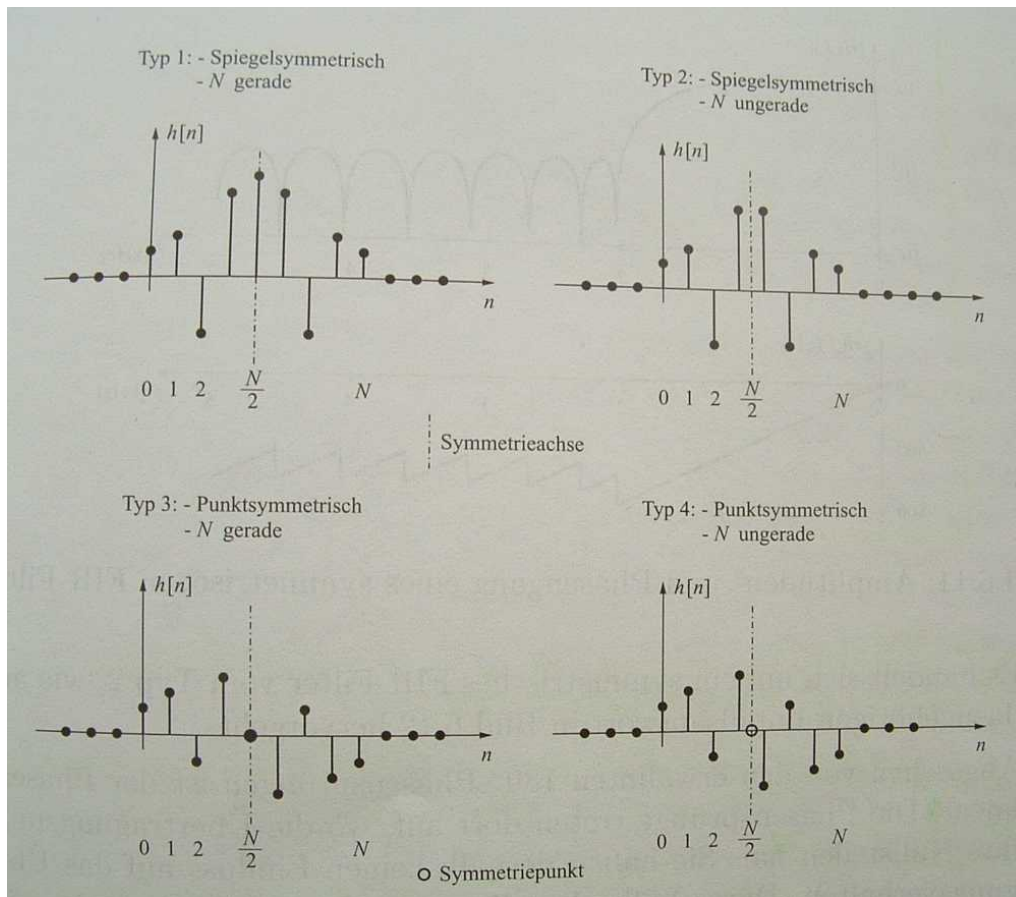 Typ 1: - Spiegelsymmetrisch
- N gerade
h[n]
n
0 1 2 N/2 N
Typ 2: - Spiegelsymmetrisch
- N ungerade
h[n]
n
0 1 2 N/2 N
Symmetrieachse
Typ 3: - Punktsymmetrisch
- N gerade
h[n]
n
0 1 2 N/2 N
Typ 4: - Punktsymmetrisch
- N ungerade
h[n]
n
0 1 2 N/2 N
Symmetriepunkt